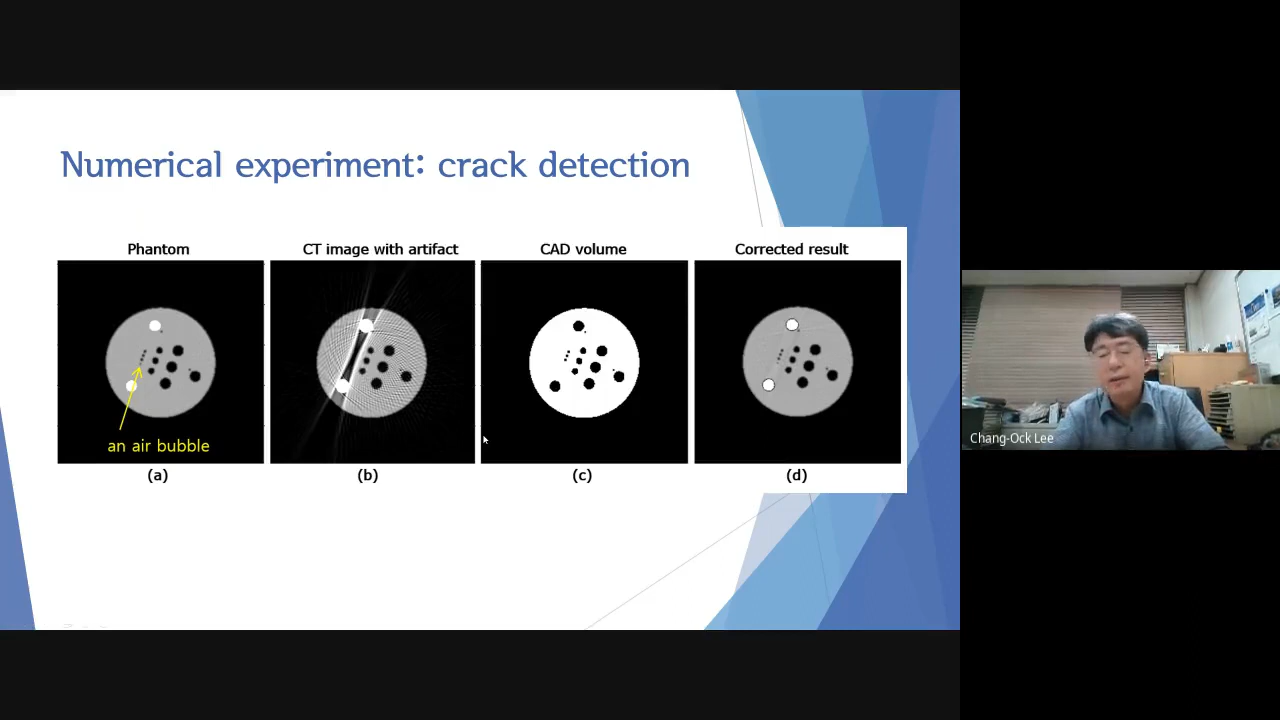 Numerical experiment: crack detection
Phantom
CT image with artifact
CAD volume
Corrected result
an air bubble
(a)
(b)
(c)
(d)
Chang-Ock Lee